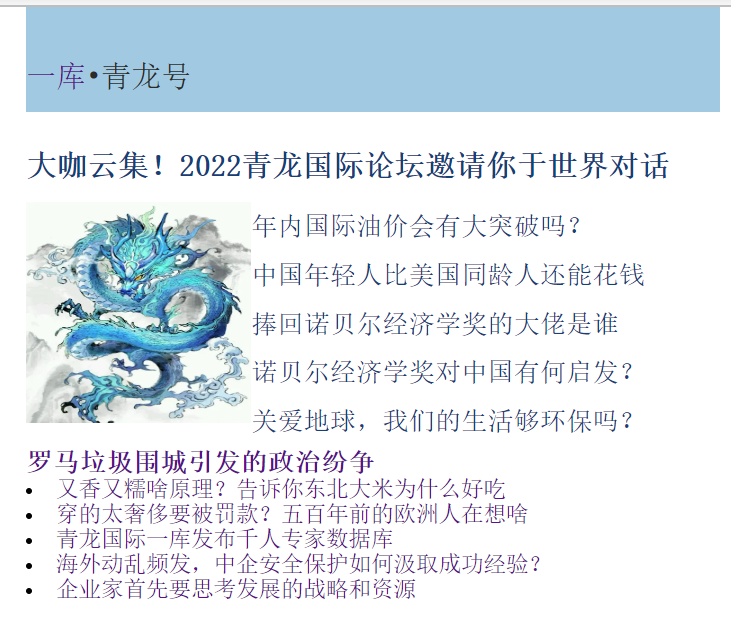 一库•青龙号
大咖云集！2022青龙国际论坛邀请你于世界对话
年内国际油价会有大突破吗？
中国年轻人比美国同龄人还能花钱
捧回诺贝尔经济学奖的大佬是谁
诺贝尔经济学奖对中国有何启发？
关爱地球，我们的生活够环保吗？
罗马垃圾围城引发的政治纷争
又香又糯啥原理？告诉你东北大米为什么好吃
穿的太奢侈要被罚款？五百年前的欧洲人在想啥
青龙国际一库发布千人专家数据库
海外动乱频发，中企安全保护如何汲取成功经验？
企业家首先要思考发展的战略和资源